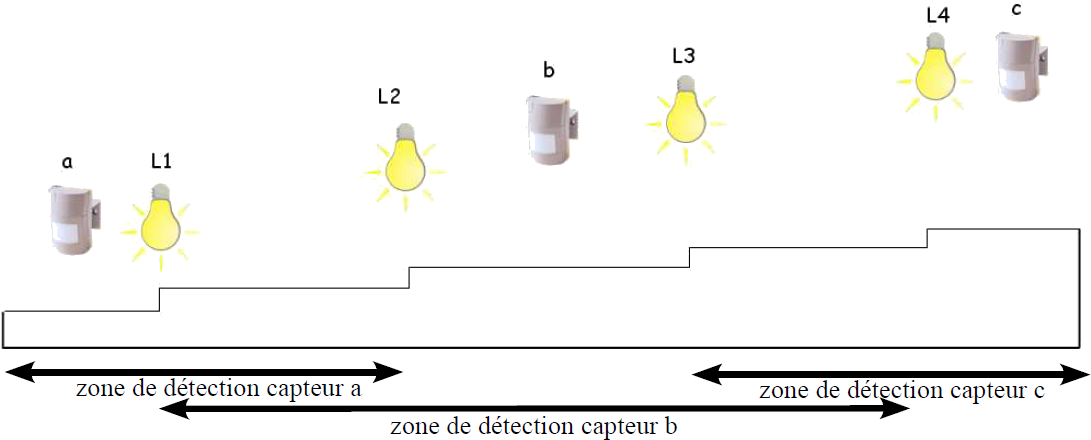 L4
c
L3
b
L2
a
L1
zone de détection capteur a
zone de détection capteur c
zone de détection capteur b